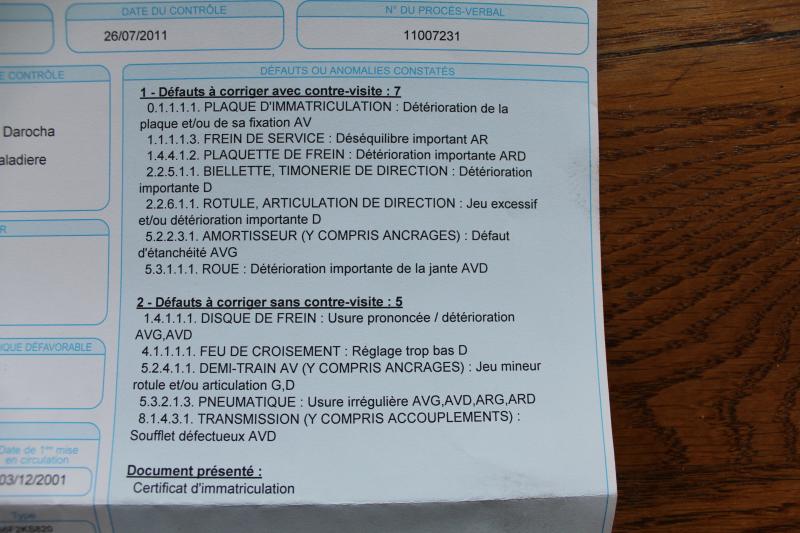 DATE DU CONTRÔLE
26/07/2011
N° DU PROCÈS-VERBAL
11007231
E CONTRÔLE
Darocha
aladiere
R
IQUE DÉFAVORABLE
Date de 1ère mise
en circulation
03/12/2001
Type
DÉFAUTS OU ANOMALIES CONSTATÉS
1 - Défauts à corriger avec contre-visite : 7
0.1.1.1.1. PLAQUE D'IMMATRICULATION : Détérioration de la
plaque et/ou de sa fixation AV
1.1.1.1.3. FREIN DE SERVICE : Déséquilibre important AR
1.4.4.1.2. PLAQUETTE DE FREIN : Détérioration importante ARD
2.2.5.1.1. BIELLETTE, TIMONERIE DE DIRECTION : Détérioration
importante D
2.2.6.1.1. ROTULE, ARTICULATION DE DIRECTION : Jeu excessif
et/ou détérioration importante D
5.2.2.3.1. AMORTISSEUR (Y COMPRIS ANCRAGES) : Défaut
d'étanchéité AVG
5.3.1.1.1. ROUE : Détérioration importante de la jante AVD
2 - Défauts à corriger sans contre-visite : 5
1.4.1.1.1. DISQUE DE FREIN : Usure prononcée / détérioration
AVG,AVD
4.1.1.1.1. FEU DE CROISEMENT : Réglage trop bas D
5.2.4.1.1. DEMI-TRAIN AV (Y COMPRIS ANCRAGES) : Jeu mineur
rotule et/ou articulation G,D
5.3.2.1.3. PNEUMATIQUE : Usure irrégulière AVG,AVD,ARG,ARD
8.1.4.3.1. TRANSMISSION (Y COMPRIS ACCOUPLEMENTS) :
Soufflet défectueux AVD
Document présenté :
Certificat d'immatriculation